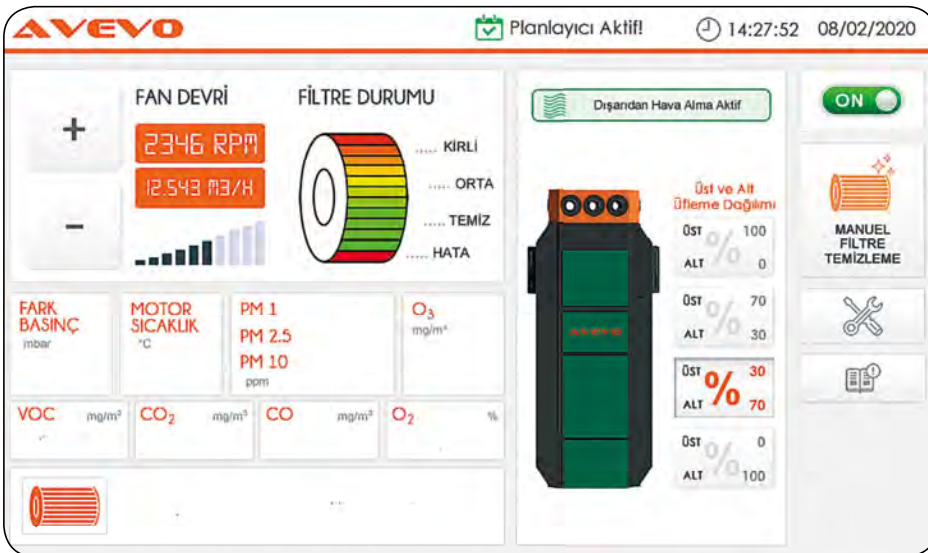 AVEVO
Planlayıcı Aktif!
14:27:52 08/02/2020
FAN DEVRİ
2346 RPM
12.543 M3/H
+
-
FİLTRE DURUMU
..... KİRLİ
..... ORTA
..... TEMİZ
..... HATA
FARK
BASINÇ
mbar
MOTOR
SICAKLIK
°C
PM 1
PM 2.5
PM 10
ppm
O₃
mg/m³
VOC mg/m³
CO₂ mg/m³
CO mg/m³
O₂ %
Dışarıdan Hava Alma Aktif
AVEVO
Üst ve Alt
Üfleme Dağılımı
ÜST % 100
ALT 0
ÜST % 70
ALT 30
ÜST % 30
ALT 70
ÜST % 0
ALT 100
ON
MANUEL
FİLTRE
TEMİZLEME